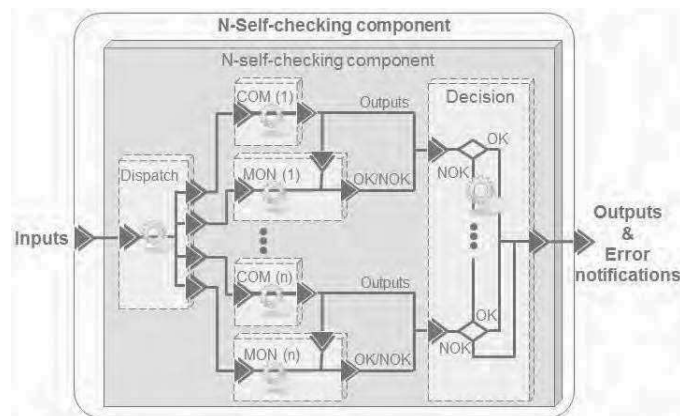 N-Self-checking component
N-self-checking component
COM (1)
Outputs
Decision
MON (1)
OK/NOK
OK
NOK
Dispatch
Inputs
Outputs
&
Error
notifications
COM (n)
Outputs
MON (n)
OK/NOK
OK
NOK